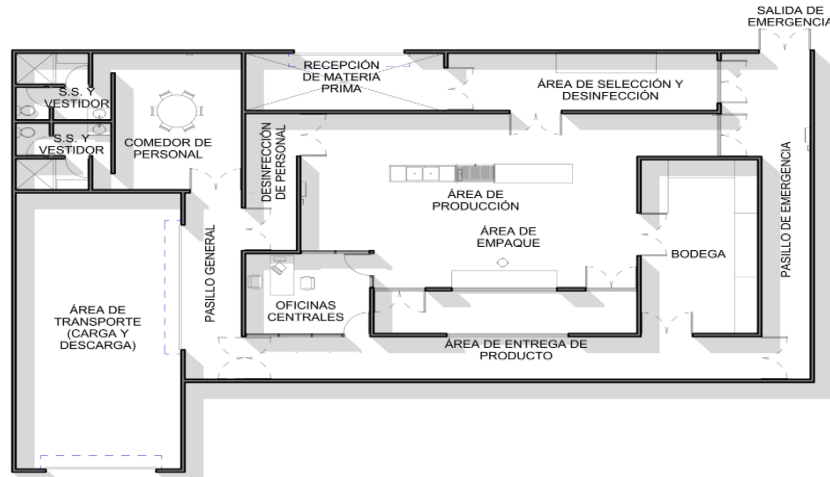 SALIDA DE
EMERGENCIA
RECEPCIÓN
DE MATERIA
PRIMA
ÁREA DE SELECCIÓN Y
DESINFECCIÓN
S.S. Y
VESTIDOR
S.S. Y
VESTIDOR
COMEDOR DE
PERSONAL
DESINFECCIÓN
DE PERSONAL
ÁREA DE
PRODUCCIÓN
ÁREA DE
EMPAQUE
BODEGA
PASILLO DE EMERGENCIA
PASILLO GENERAL
OFICINAS
CENTRALES
ÁREA DE
TRANSPORTE
(CARGA Y
DESCARGA)
ÁREA DE ENTREGA DE
PRODUCTO